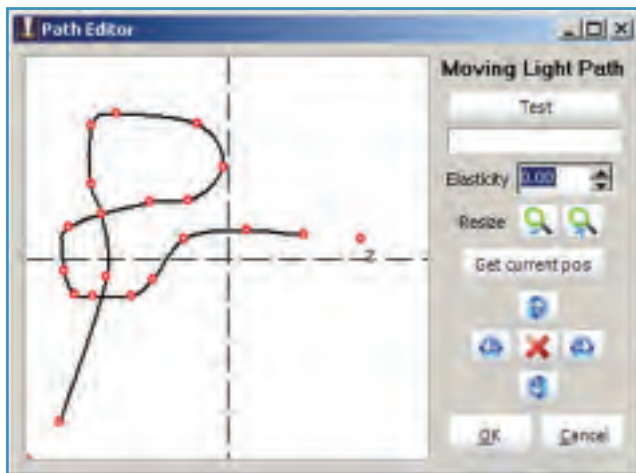 Path Editor
Moving Light Path
Test
Elasticity 0.00
Resize
Get current pos
OK Cancel